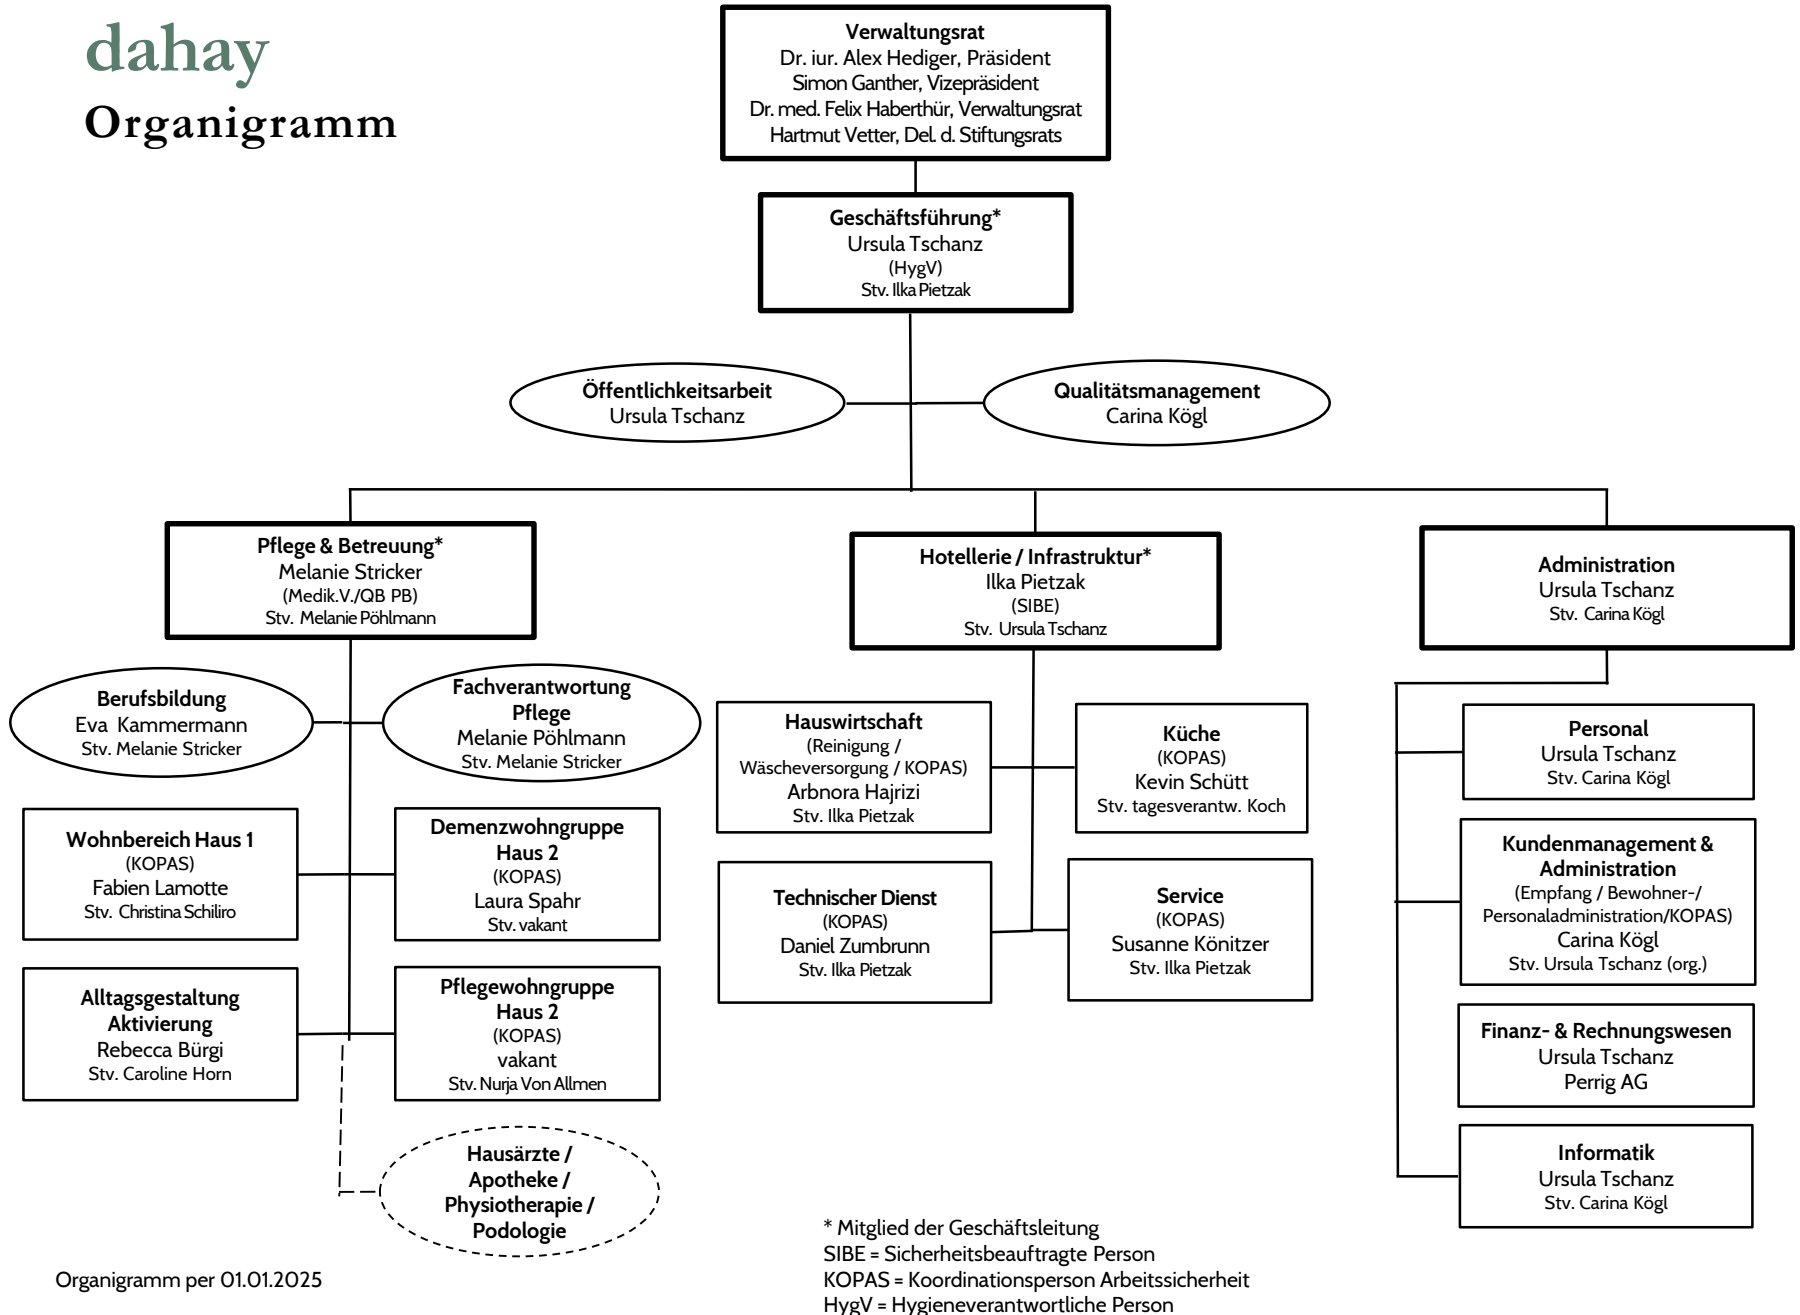 dahay
Organigramm
Verwaltungsrat
Dr. iur. Alex Hediger, Präsident
Simon Ganther, Vizepräsident
Dr. med. Felix Haberthür, Verwaltungsrat
Hartmut Vetter, Del. d. Stiftungsrats
Geschäftsführung*
Ursula Tschanz
(HygV)
Stv. Ilka Pietzak
Öffentlichkeitsarbeit
Ursula Tschanz
Qualitätsmanagement
Carina Kögl
Pflege & Betreuung*
Melanie Stricker
(Medik.V./QB PB)
Stv. Melanie Pöhlmann
Hotellerie / Infrastruktur*
Ilka Pietzak
(SIBE)
Stv. Ursula Tschanz
Administration
Ursula Tschanz
Stv. Carina Kögl
Berufsbildung
Eva Kammermann
Stv. Melanie Stricker
Fachverantwortung
Pflege
Melanie Pöhlmann
Stv. Melanie Stricker
Wohnbereich Haus 1
(KOPAS)
Fabien Lamotte
Stv. Christina Schiliro
Demenzwohngruppe
Haus 2
(KOPAS)
Laura Spahr
Stv. vakant
Alltagsgestaltung
Aktivierung
Rebecca Bürgi
Stv. Caroline Horn
Pflegewohngruppe
Haus 2
(KOPAS)
vakant
Stv. Nurja Von Allmen
Hausärzte /
Apotheke /
Physiotherapie /
Podologie
Hauswirtschaft
(Reinigung /
Wäscheversorgung / KOPAS)
Arbnora Hajrizi
Stv. Ilka Pietzak
Küche
(KOPAS)
Kevin Schütt
Stv. tagesverantw. Koch
Technischer Dienst
(KOPAS)
Daniel Zumbrunn
Stv. Ilka Pietzak
Service
(KOPAS)
Susanne Könitzer
Stv. Ilka Pietzak
Personal
Ursula Tschanz
Stv. Carina Kögl
Kundenmanagement &
Administration
(Empfang / Bewohner-/
Personaladministration/KOPAS)
Carina Kögl
Stv. Ursula Tschanz (org.)
Finanz- & Rechnungswesen
Ursula Tschanz
Perrig AG
Informatik
Ursula Tschanz
Stv. Carina Kögl
* Mitglied der Geschäftsleitung
SIBE = Sicherheitsbeauftragte Person
KOPAS = Koordinationsperson Arbeitssicherheit
HygV = Hygieneverantwortliche Person
Organigramm per 01.01.2025